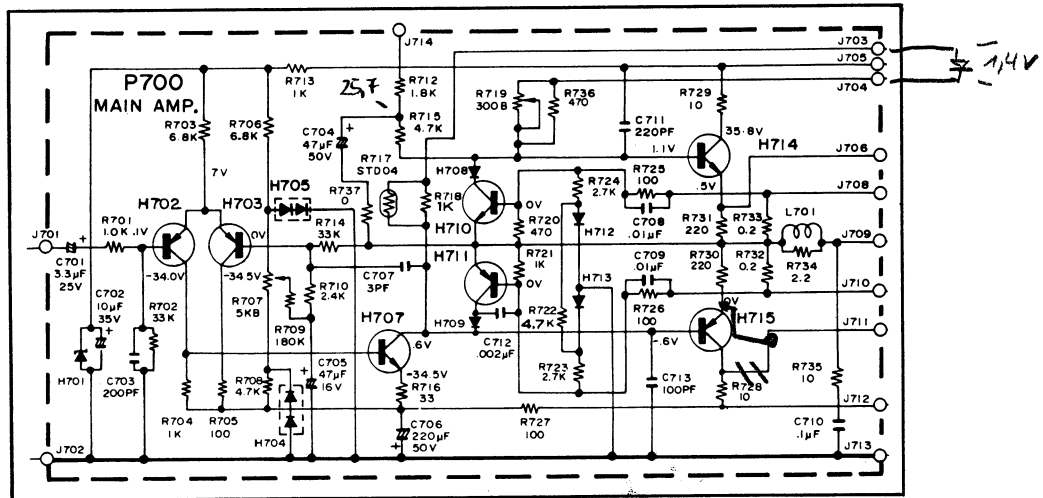 J714
J703
J705
J704
1,4V
P700
MAIN AMP.
R713
1K
R712
1.8K
25,7
R715
4.7K
R719
300B
R736
470
R729
10
R703
6.8K
R706
6.8K
C704
47µF
50V
C711
220PF
1.1V
35.8V
H714
J706
R717
STD04
7V
H705
R737
0
H708
R718
1K
0V
R724
2.7K
R725
100
.5V
J708
H702
H703
R714
33K
H710
R720
470
H712
C708
.01µF
R731
220
R733
0.2
L701
J701
R701
1.0K
.1V
0V
J709
C701
3.3µF
25V
-34.0V
-34.5V
C707
3PF
H711
R721
1K
C709
.01µF
R730
220
R732
0.2
R734
2.2
C702
10µF
35V
R702
33K
R707
5KB
R710
2.4K
0V
H713
J710
R709
180K
H707
H709
R722
4.7K
R726
100
0V
H715
J711
.6V
C712
.002µF
-.6V
H701
C703
200PF
C705
47µF
16V
-34.5V
R723
2.7K
R735
10
R708
4.7K
R716
33
C713
100PF
R728
10
J712
R704
1K
R705
100
H704
C706
220µF
50V
R727
100
C710
.1µF
J702
J713